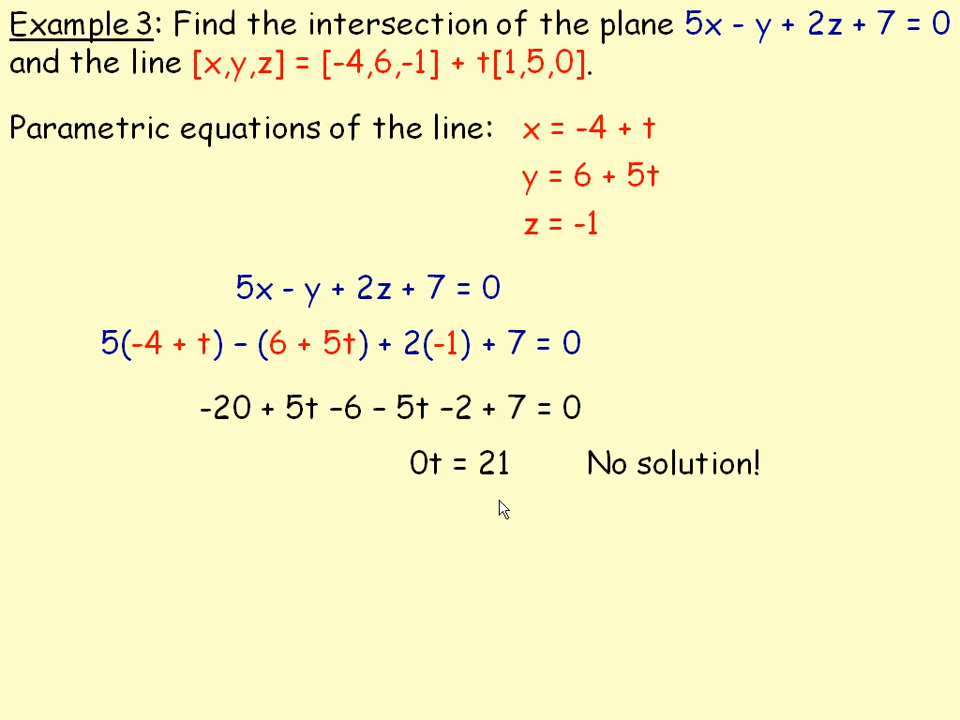 Example 3: Find the intersection of the plane 5x - y + 2z + 7 = 0
and the line [x,y,z] = [-4,6,-1] + t[1,5,0].
Parametric equations of the line: x = -4 + t
y = 6 + 5t
z = -1
5x - y + 2z + 7 = 0
5(-4 + t) – (6 + 5t) + 2(-1) + 7 = 0
-20 + 5t –6 – 5t –2 + 7 = 0
0t = 21 No solution!